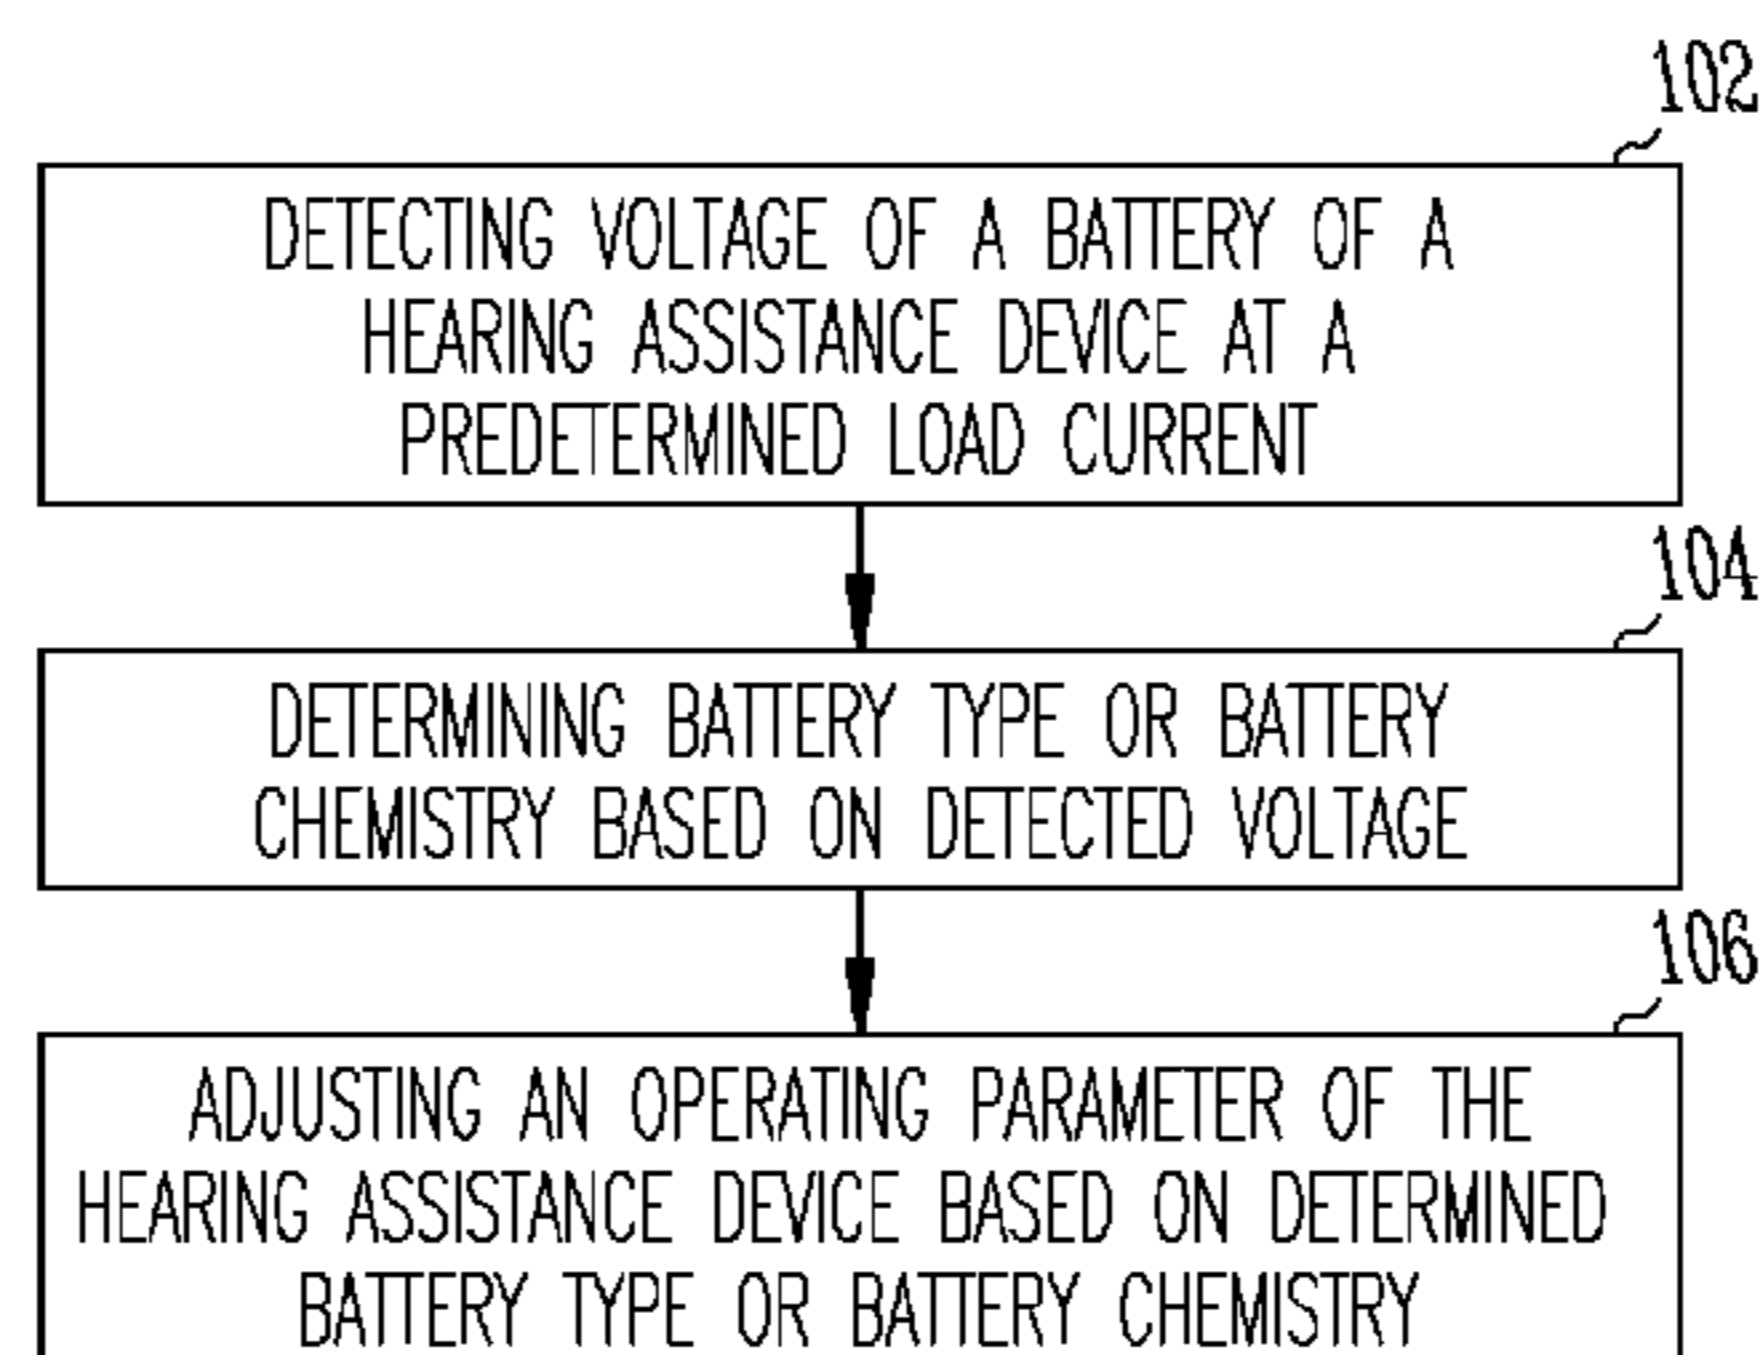 102
DETECTING VOLTAGE OF A BATTERY OF A
HEARING ASSISTANCE DEVICE AT A
PREDETERMINED LOAD CURRENT
104
DETERMINING BATTERY TYPE OR BATTERY
CHEMISTRY BASED ON DETECTED VOLTAGE
106
ADJUSTING AN OPERATING PARAMETER OF THE
HEARING ASSISTANCE DEVICE BASED ON DETERMINED
BATTERY TYPE OR BATTERY CHEMISTRY